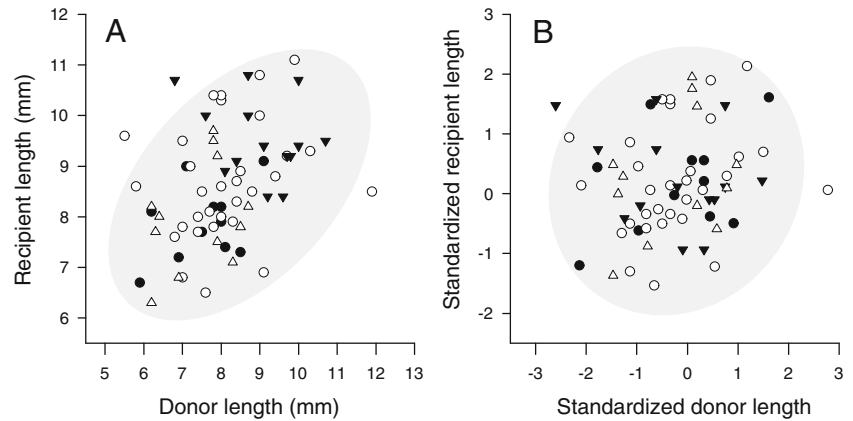 A
Recipient length (mm)
12
11
10
9
8
7
6
5 6 7 8 9 10 11 12 13
Donor length (mm)
B
Standardized recipient length
3
2
1
0
-1
-2
-3 -2 -1 0 1 2 3
Standardized donor length